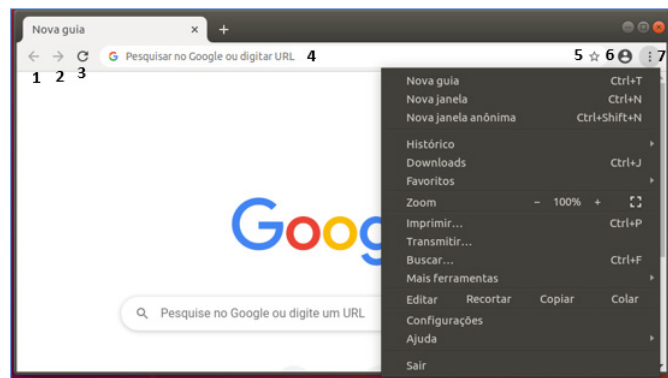 Nova guia
Pesquisar no Google ou digitar URL 4 5 6 7
1 2 3
Nova guia Ctrl+T
Nova janela Ctrl+N
Nova janela anônima Ctrl+Shift+N
Histórico
Downloads Ctrl+J
Favoritos
Zoom - 100% +
Imprimir... Ctrl+P
Transmitir...
Buscar... Ctrl+F
Mais ferramentas
Editar Recortar Copiar Colar
Configurações
Ajuda
Sair
Goog
Pesquise no Google ou digite um URL